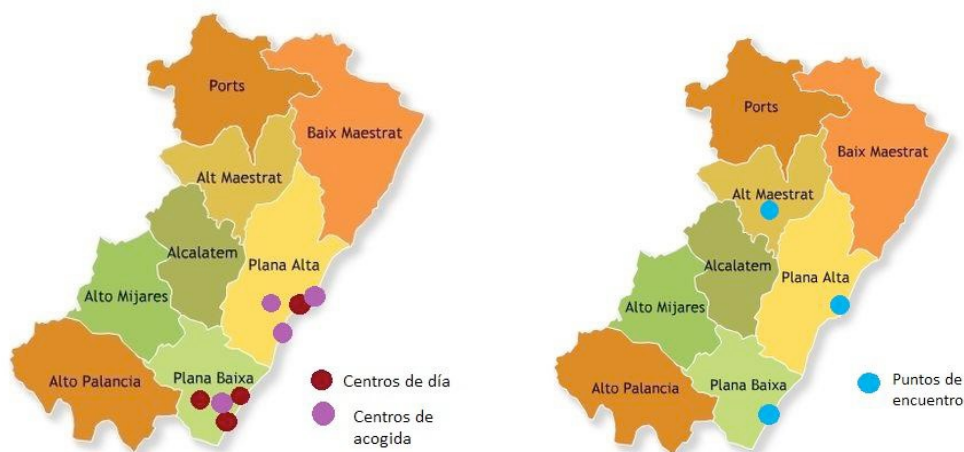 Ports
Baix Maestrat
Alt Maestrat
Alcalatem
Plana Alta
Alto Mijares
Alto Palancia
Plana Baixa
Centros de día
Centros de
acogida
Ports
Baix Maestrat
Alt Maestrat
Alcalatem
Plana Alta
Alto Mijares
Alto Palancia
Plana Baixa
Puntos de
encuentro